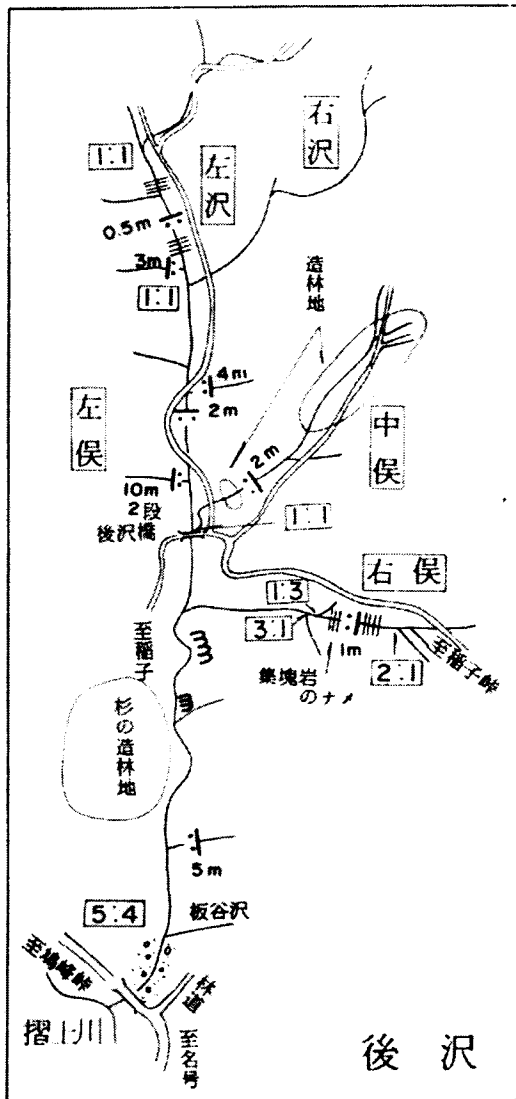 右沢
1:1
左沢
0.5m
3m
1:1
造林地
4m
2m
左俣
中俣
2m
10m
2段
後沢橋
1:1
右俣
1:3
3:1
1m
2:1
至稲子峠
集塊岩
のナメ
至稲子
杉の造林地
5m
5:4
板谷沢
至鳩峰峠
林道
摺上川
至名号
後沢